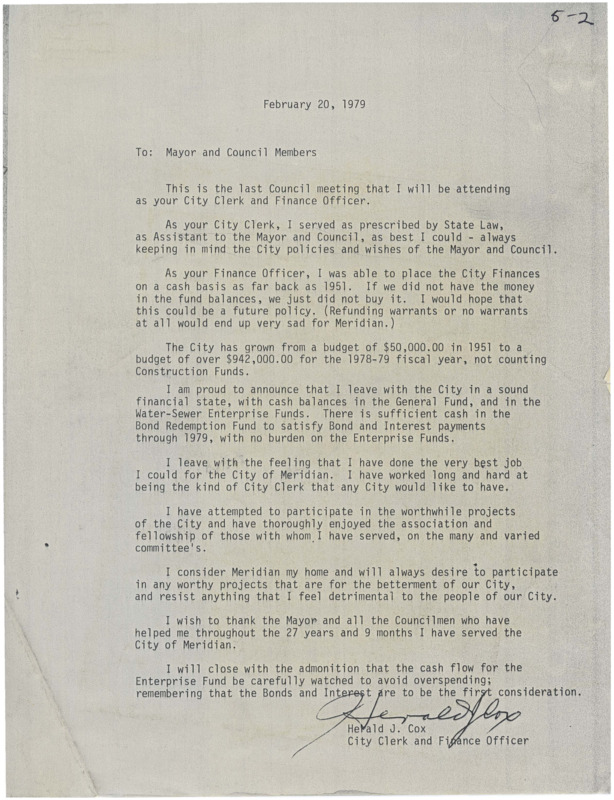 5-2
February 20, 1979
To: Mayor and Council Members
This is the last Council meeting that I will be attending
as your City Clerk and Finance Officer.
As your City Clerk, I served as prescribed by State Law,
as Assistant to the Mayor and Council, as best I could - always
keeping in mind the City policies and wishes of the Mayor and Council.
As your Finance Officer, I was able to place the City Finances
on a cash basis as far back as 1951. If we did not have the money
in the fund balances, we just did not buy it. I would hope that
this could be a future policy. (Refunding warrants or no warrants
at all would end up very sad for Meridian.)
The City has grown from a budget of $50,000.00 in 1951 to a
budget of over $942,000.00 for the 1978-79 fiscal year, not counting
Construction Funds.
I am proud to announce that I leave with the City in a sound
financial state, with cash balances in the General Fund, and in the
Water-Sewer Enterprise Funds. There is sufficient cash in the
Bond Redemption Fund to satisfy Bond and Interest payments
through 1979, with no burden on the Enterprise Funds.
I leave with the feeling that I have done the very best job
I could for the City of Meridian. I have worked long and hard at
being the kind of City Clerk that any City would like to have.
I have attempted to participate in the worthwhile projects
of the City and have thoroughly enjoyed the association and
fellowship of those with whom I have served, on the many and varied
committee's.
I consider Meridian my home and will always desire to participate
in any worthy projects that are for the betterment of our City,
and resist anything that I feel detrimental to the people of our City.
I wish to thank the Mayor and all the Councilmen who have
helped me throughout the 27 years and 9 months I have served the
City of Meridian.
I will close with the admonition that the cash flow for the
Enterprise Fund be carefully watched to avoid overspending;
remembering that the Bonds and Interest are to be the first consideration.
Herald J Cox
Herald J. Cox
City Clerk and Finance Officer